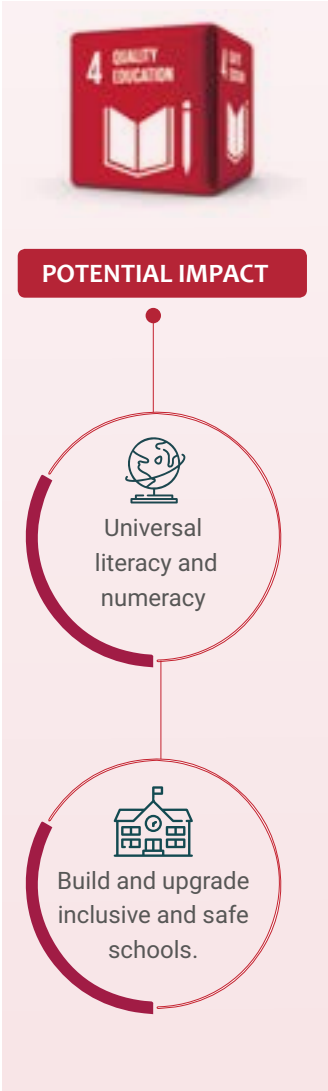 4 QUALITY
EDUCATION
POTENTIAL IMPACT
Universal
literacy and
numeracy
Build and upgrade
inclusive and safe
schools.